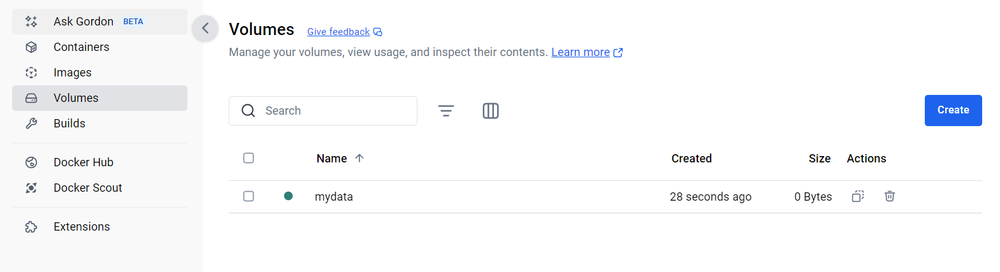 Ask Gordon BETA
Containers
Images
Volumes
Builds
Docker Hub
Docker Scout
Extensions
Volumes Give feedback
Manage your volumes, view usage, and inspect their contents. Learn more
Search
Create
Name Created Size Actions
mydata 28 seconds ago 0 Bytes